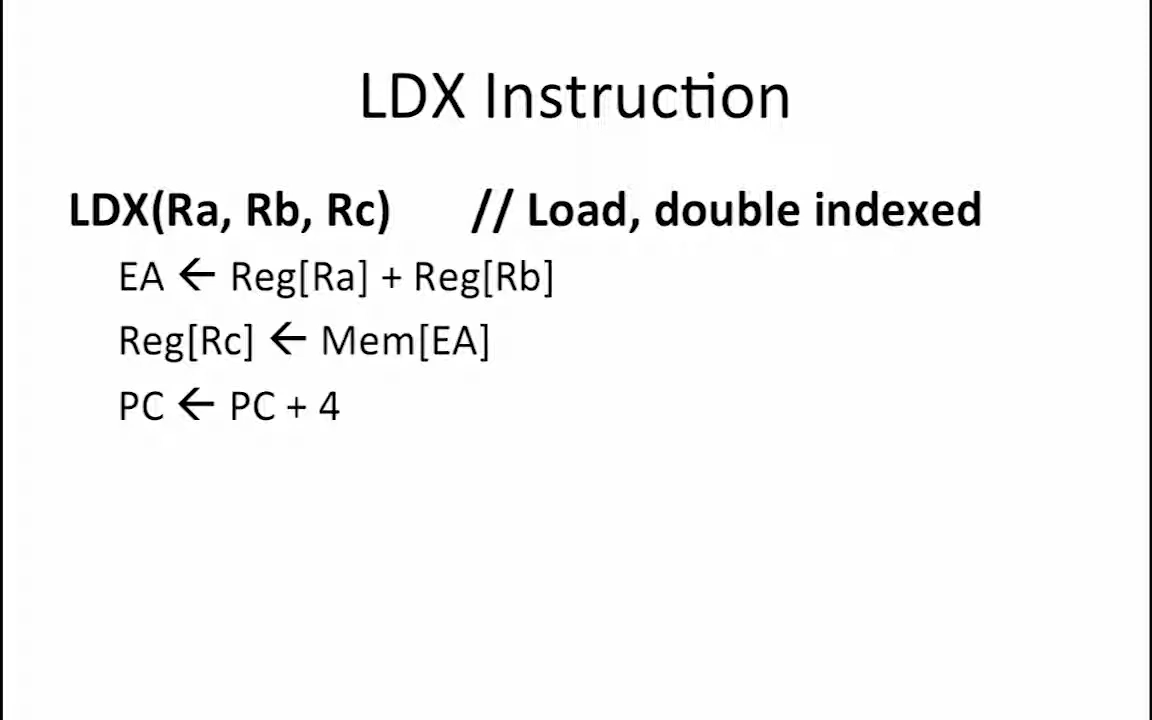 LDX Instruction
LDX(Ra, Rb, Rc) // Load, double indexed
EA ← Reg[Ra] + Reg[Rb]
Reg[Rc] ← Mem[EA]
PC ← PC + 4